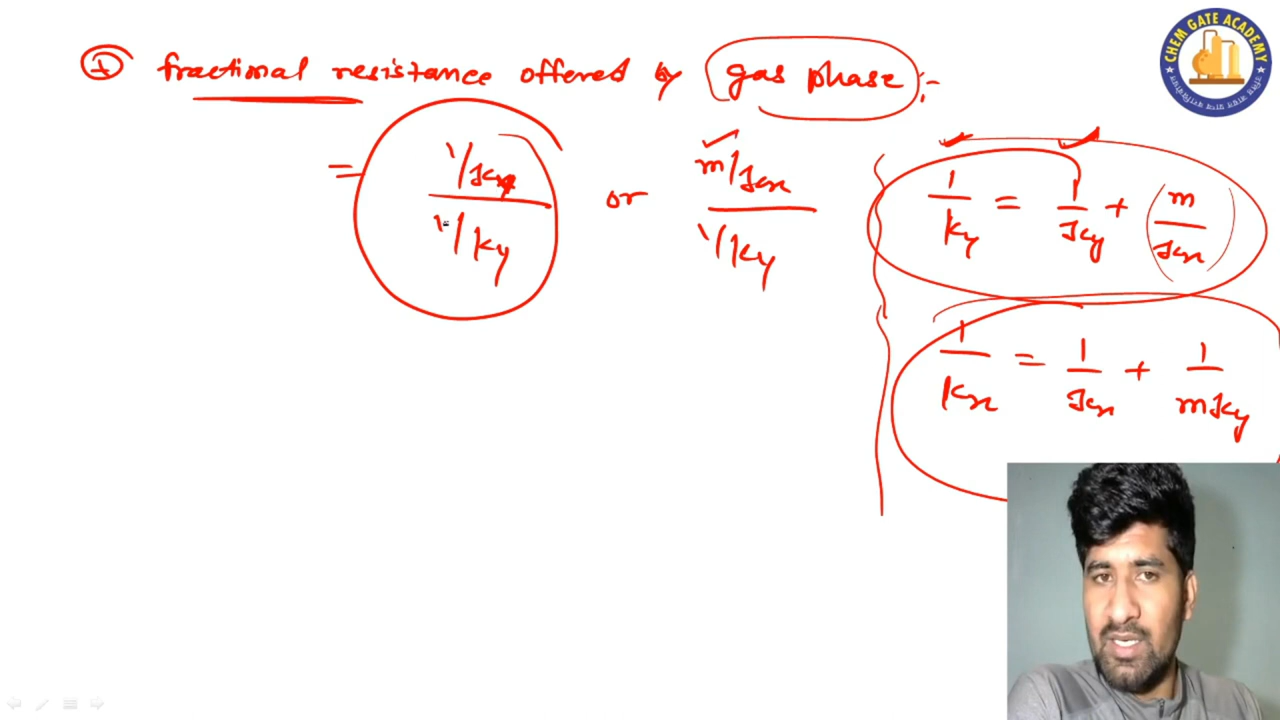 CHEM GATE ACADEMY
① fractional resistance offered by gas phase :-
= 1/ky / 1/Ky or m/kx / 1/Ky
1/Ky = 1/ky + (m/kx)
1/Kx = 1/kx + 1/mky